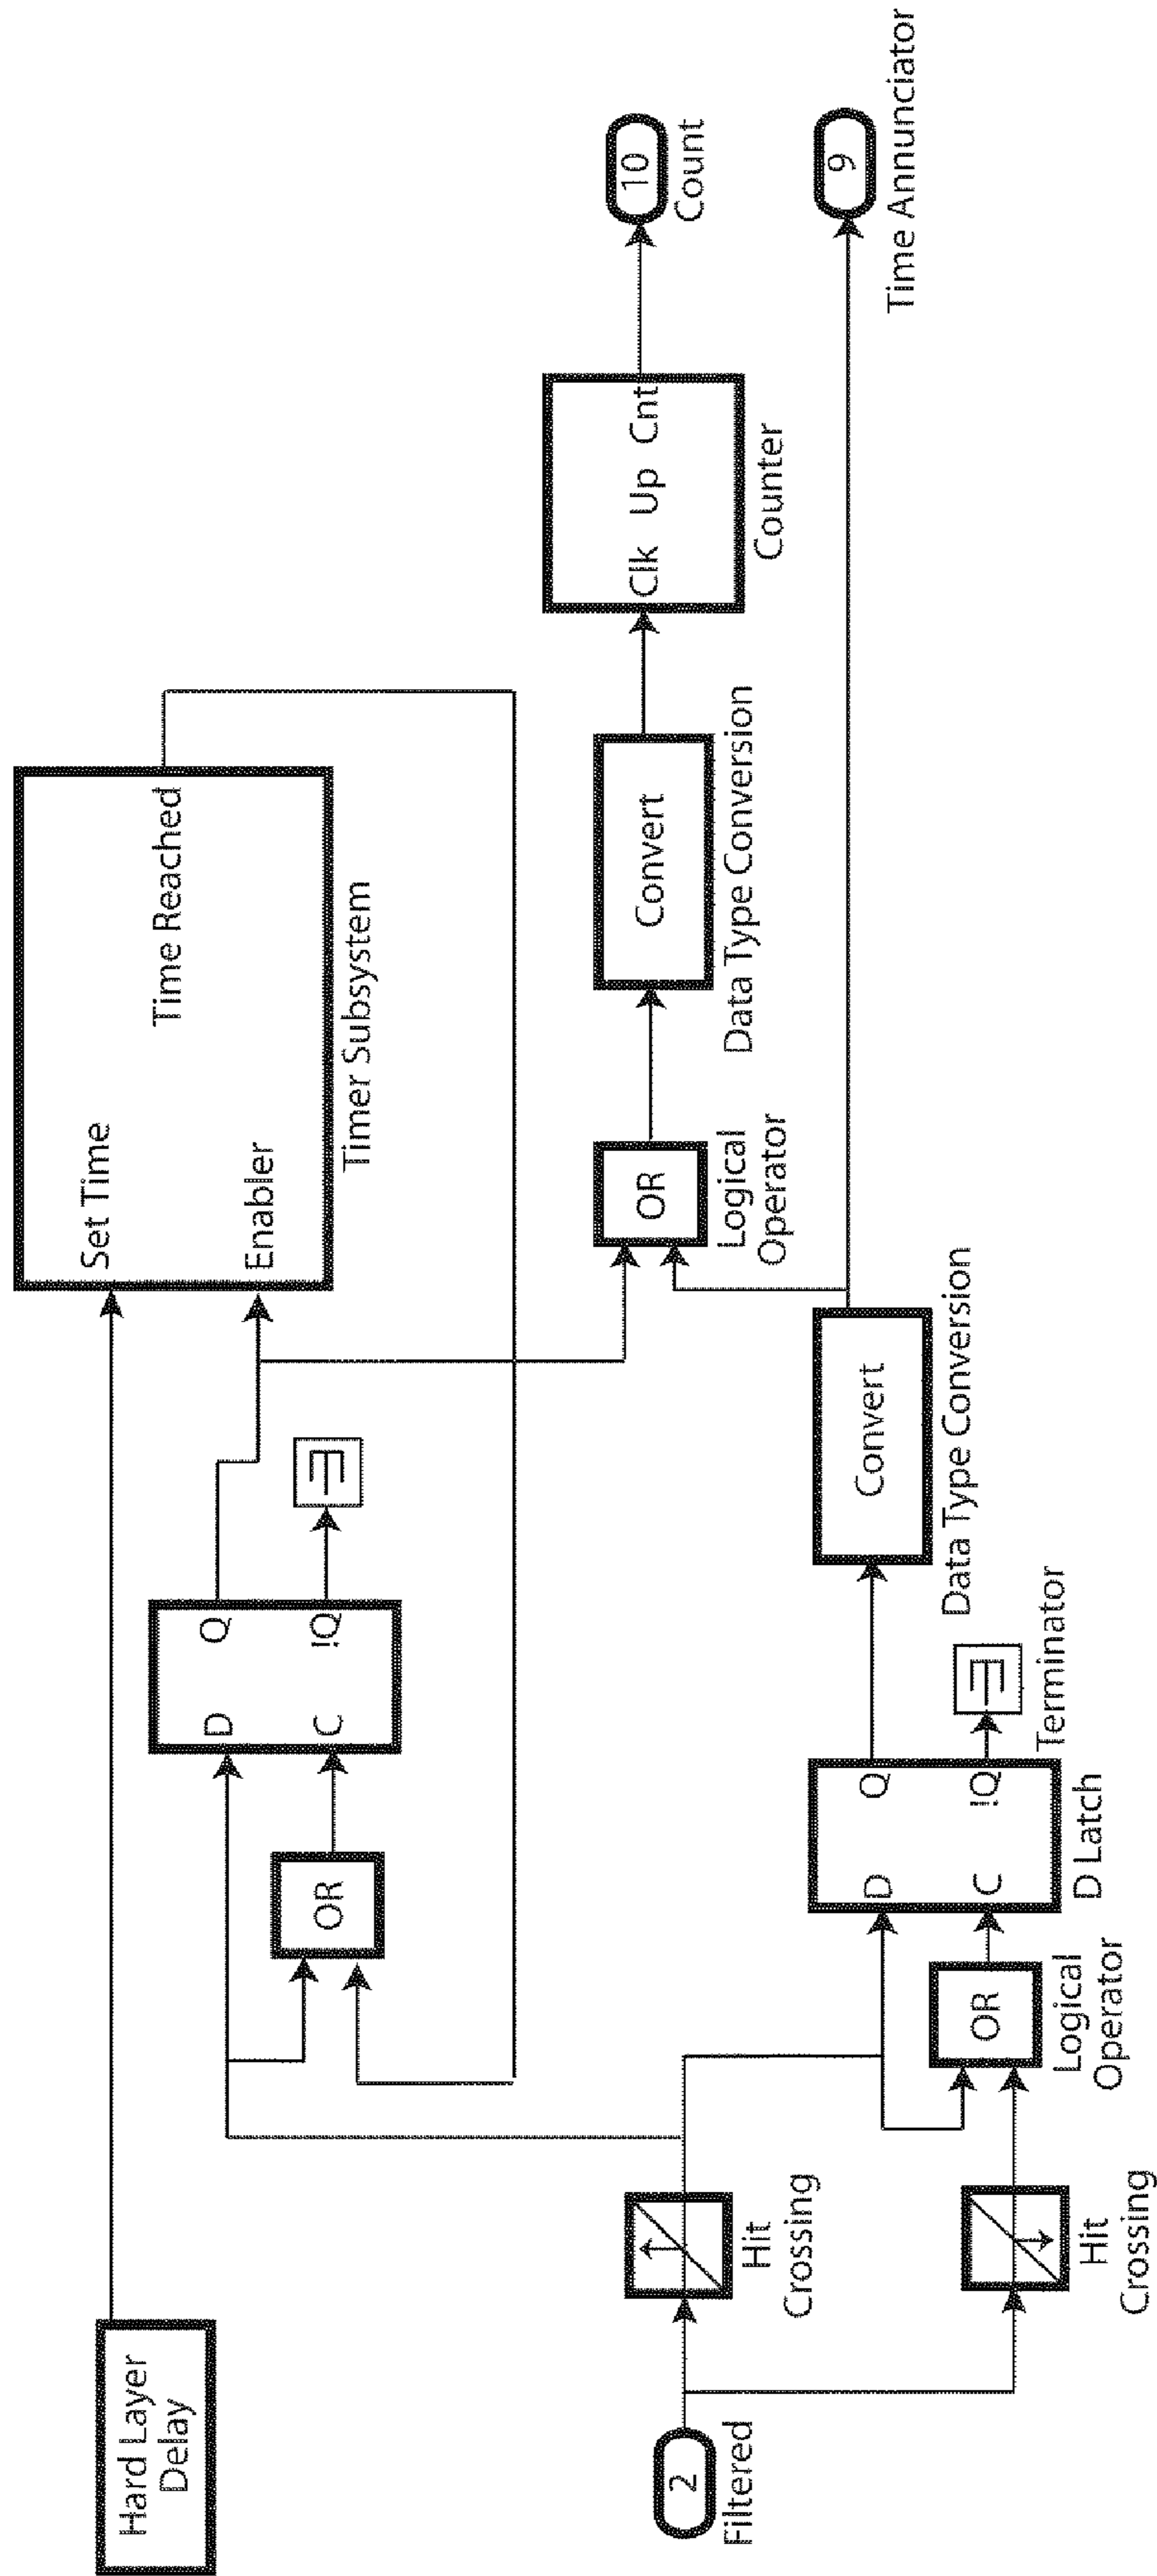 Hard Layer
Delay
Set Time
Time Reached
Enabler
Timer Subsystem
D
Q
C
!Q
OR
2
Filtered
Hit
Crossing
Hit
Crossing
OR
Logical
Operator
D
Q
C
!Q
D Latch
Terminator
Convert
Data Type Conversion
OR
Logical
Operator
Convert
Data Type Conversion
Clk Up Cnt
Counter
10
Count
9
Time Annunciator